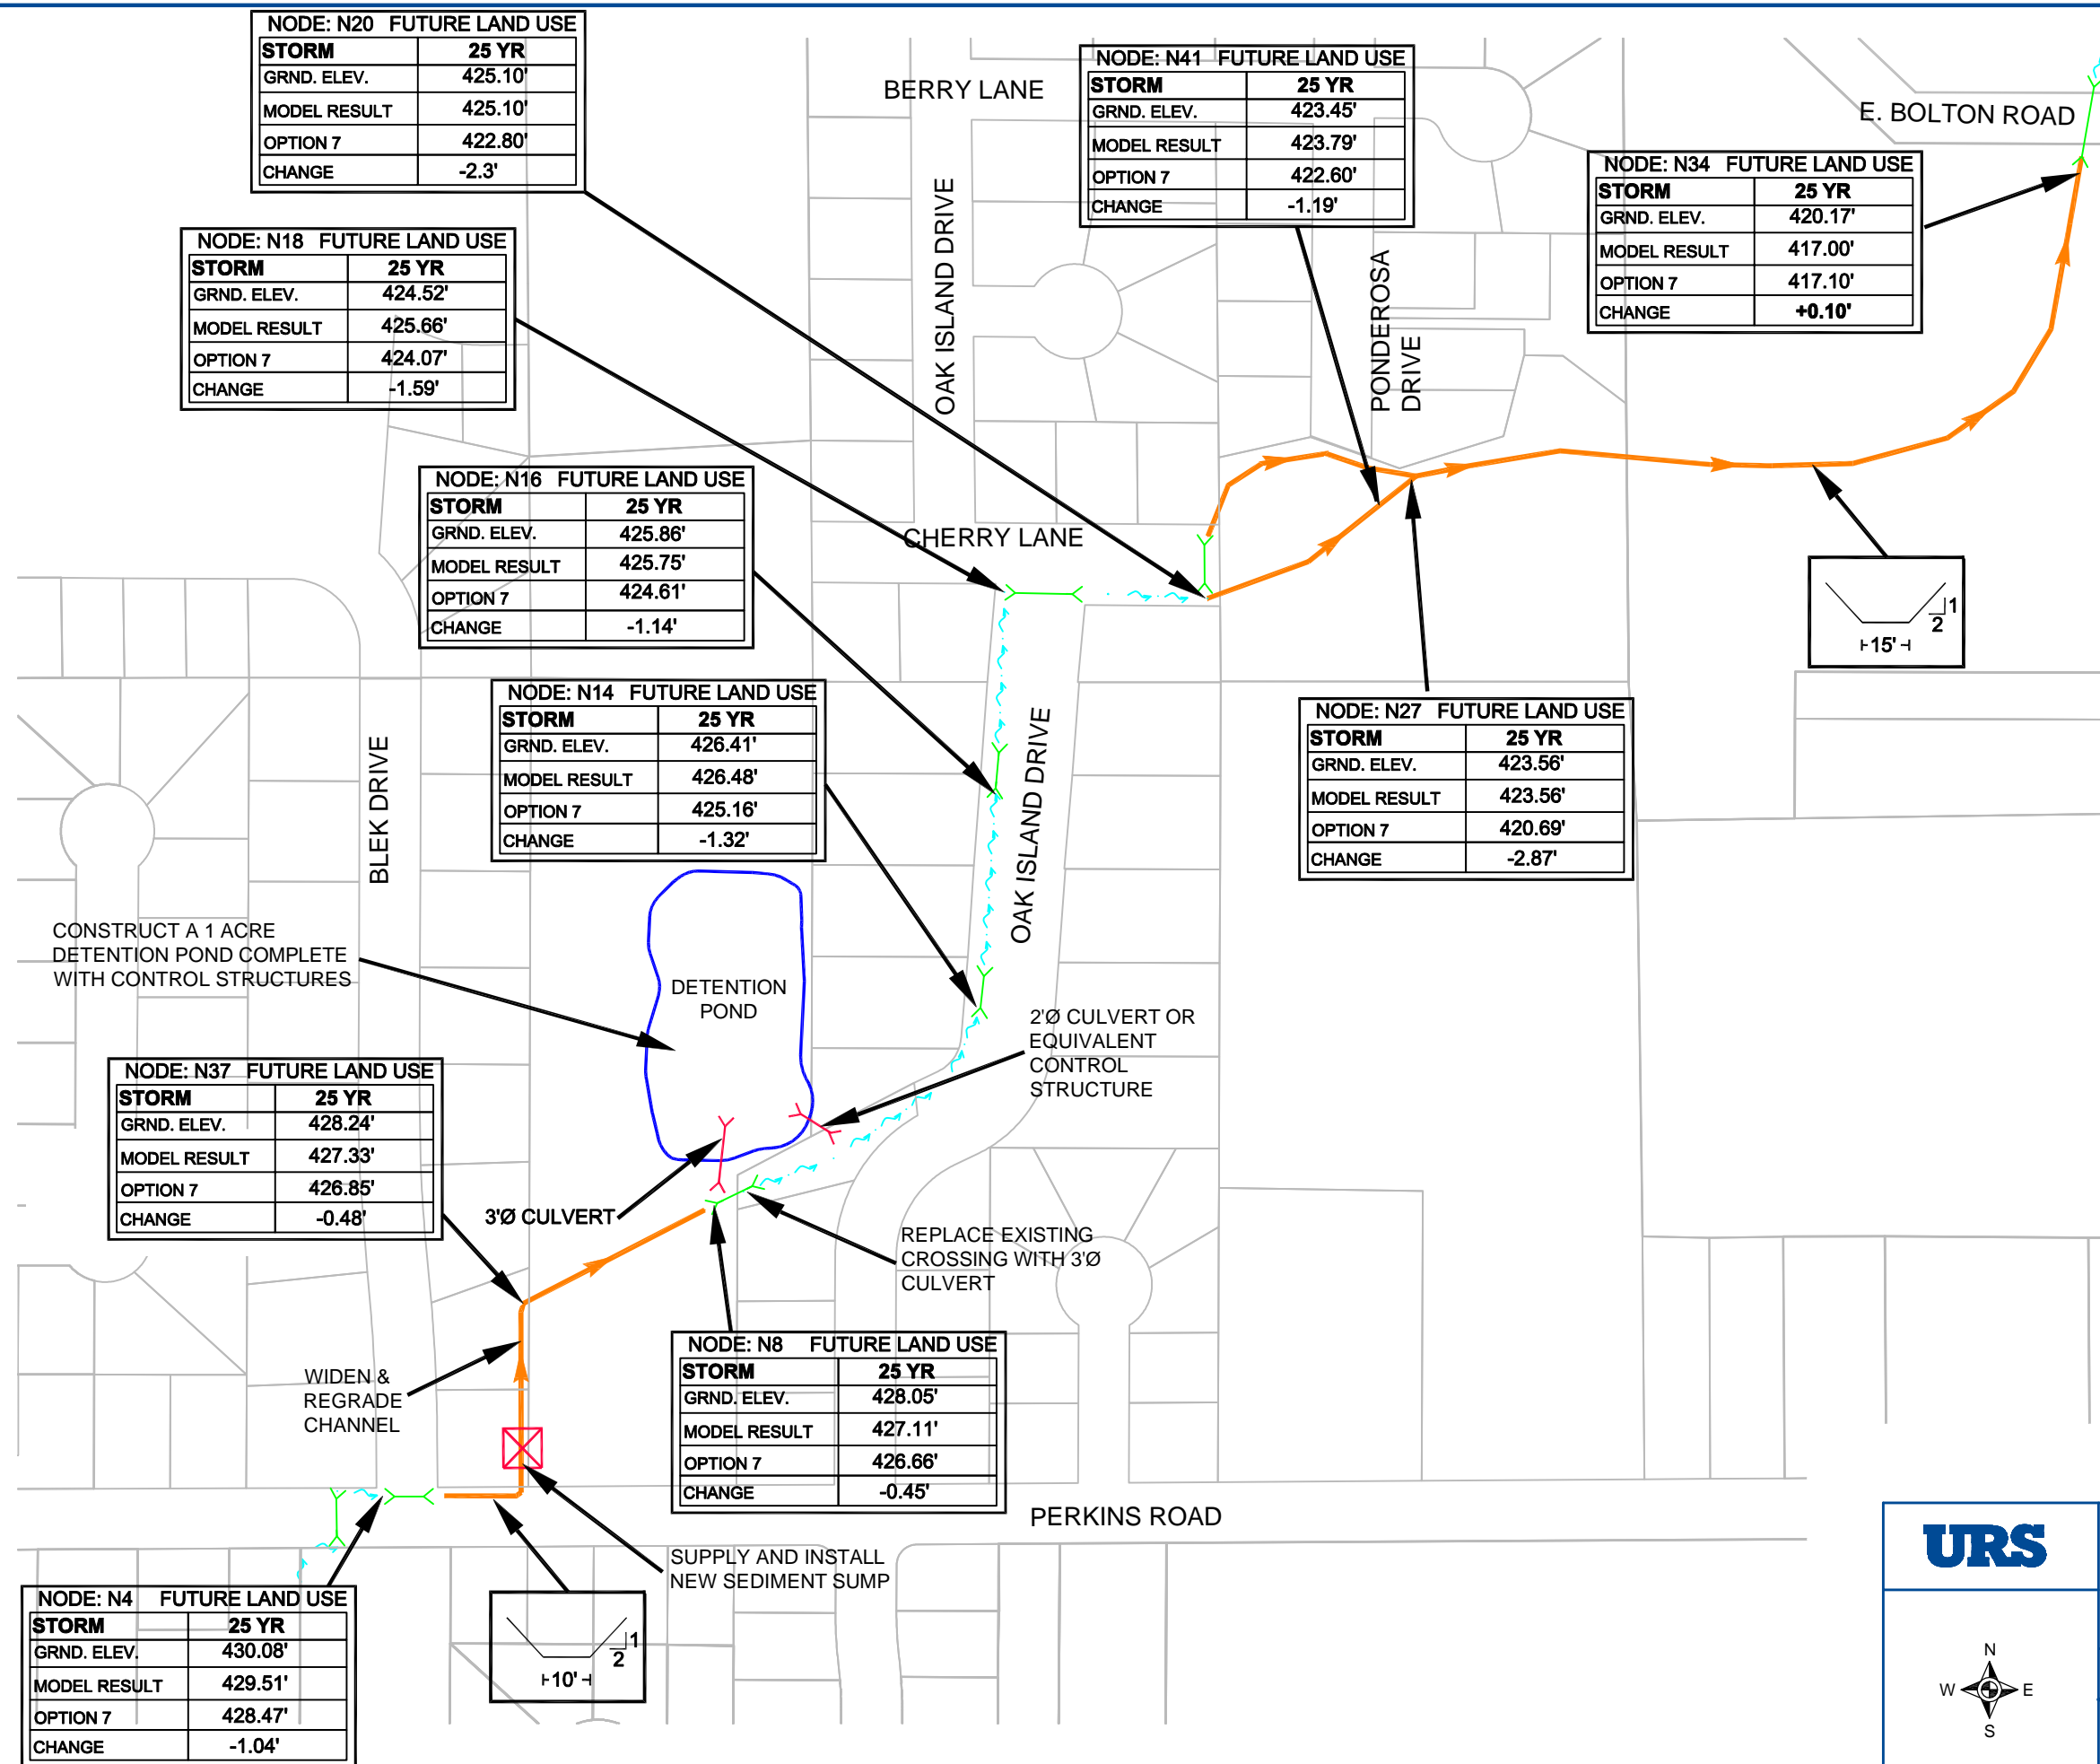 NODE: N20 FUTURE LAND USE
STORM 25 YR
GRND. ELEV. 425.10'
MODEL RESULT 425.10'
OPTION 7 422.80'
CHANGE -2.3'
BERRY LANE
NODE: N41 FUTURE LAND USE
STORM 25 YR
GRND. ELEV. 423.45'
MODEL RESULT 423.79'
OPTION 7 422.60'
CHANGE -1.19'
E. BOLTON ROAD
NODE: N34 FUTURE LAND USE
STORM 25 YR
GRND. ELEV. 420.17'
MODEL RESULT 417.00'
OPTION 7 417.10'
CHANGE +0.10'
NODE: N18 FUTURE LAND USE
STORM 25 YR
GRND. ELEV. 424.52'
MODEL RESULT 425.66'
OPTION 7 424.07'
CHANGE -1.59'
OAK ISLAND DRIVE
PONDEROSA
DRIVE
NODE: N16 FUTURE LAND USE
STORM 25 YR
GRND. ELEV. 425.86'
MODEL RESULT 425.75'
OPTION 7 424.61'
CHANGE -1.14'
CHERRY LANE
1
2
15'
NODE: N14 FUTURE LAND USE
STORM 25 YR
GRND. ELEV. 426.41'
MODEL RESULT 426.48'
OPTION 7 425.16'
CHANGE -1.32'
NODE: N27 FUTURE LAND USE
STORM 25 YR
GRND. ELEV. 423.56'
MODEL RESULT 423.56'
OPTION 7 420.69'
CHANGE -2.87'
BLEK DRIVE
OAK ISLAND DRIVE
CONSTRUCT A 1 ACRE
DETENTION POND COMPLETE
WITH CONTROL STRUCTURES
DETENTION
POND
2'Ø CULVERT OR
EQUIVALENT
CONTROL
STRUCTURE
NODE: N37 FUTURE LAND USE
STORM 25 YR
GRND. ELEV. 428.24'
MODEL RESULT 427.33'
OPTION 7 426.85'
CHANGE -0.48'
3'Ø CULVERT
REPLACE EXISTING
CROSSING WITH 3'Ø
CULVERT
WIDEN &
REGRADE
CHANNEL
NODE: N8 FUTURE LAND USE
STORM 25 YR
GRND. ELEV. 428.05'
MODEL RESULT 427.11'
OPTION 7 426.66'
CHANGE -0.45'
PERKINS ROAD
SUPPLY AND INSTALL
NEW SEDIMENT SUMP
NODE: N4 FUTURE LAND USE
STORM 25 YR
GRND. ELEV. 430.08'
MODEL RESULT 429.51'
OPTION 7 428.47'
CHANGE -1.04'
1
2
10'
URS
N
W E
S